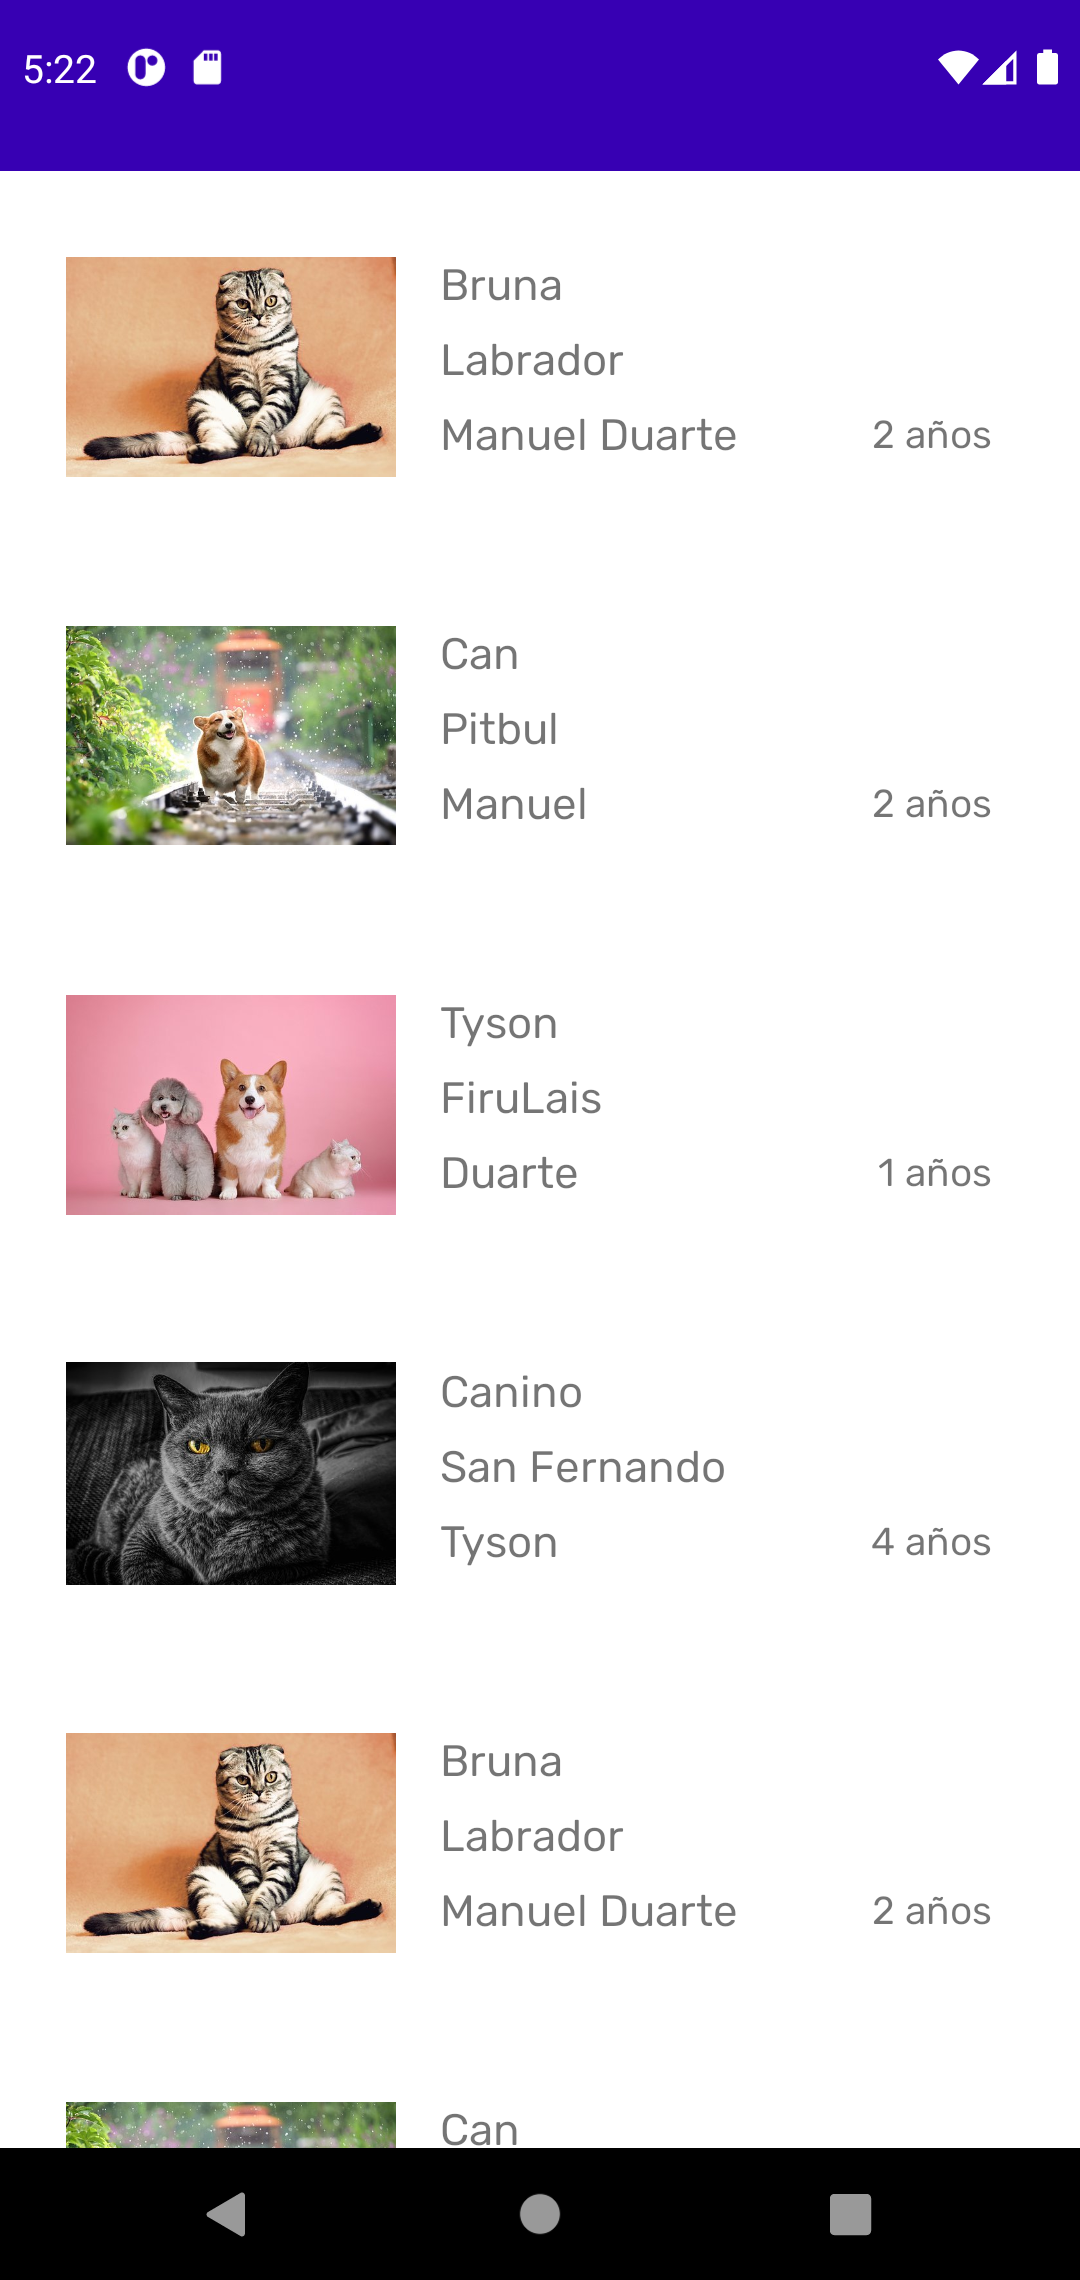 5:22
Bruna
Labrador
Manuel Duarte 2 años
Can
Pitbul
Manuel 2 años
Tyson
FiruLais
Duarte 1 años
Canino
San Fernando
Tyson 4 años
Bruna
Labrador
Manuel Duarte 2 años
Can